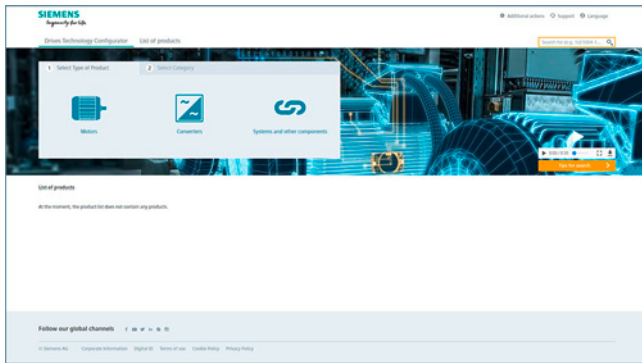 SIEMENS
Ingenuity for life
Additional actions Support Language
Drives Technology Configurator List of products
1 Select Type of Product 2 Select Category
Motors Converters Systems and other components
Tips for search
List of products
At the moment, the product list does not contain any products.
Follow our global channels
© Siemens AG Corporate Information Digital ID Terms of use Cookie Policy Privacy Policy